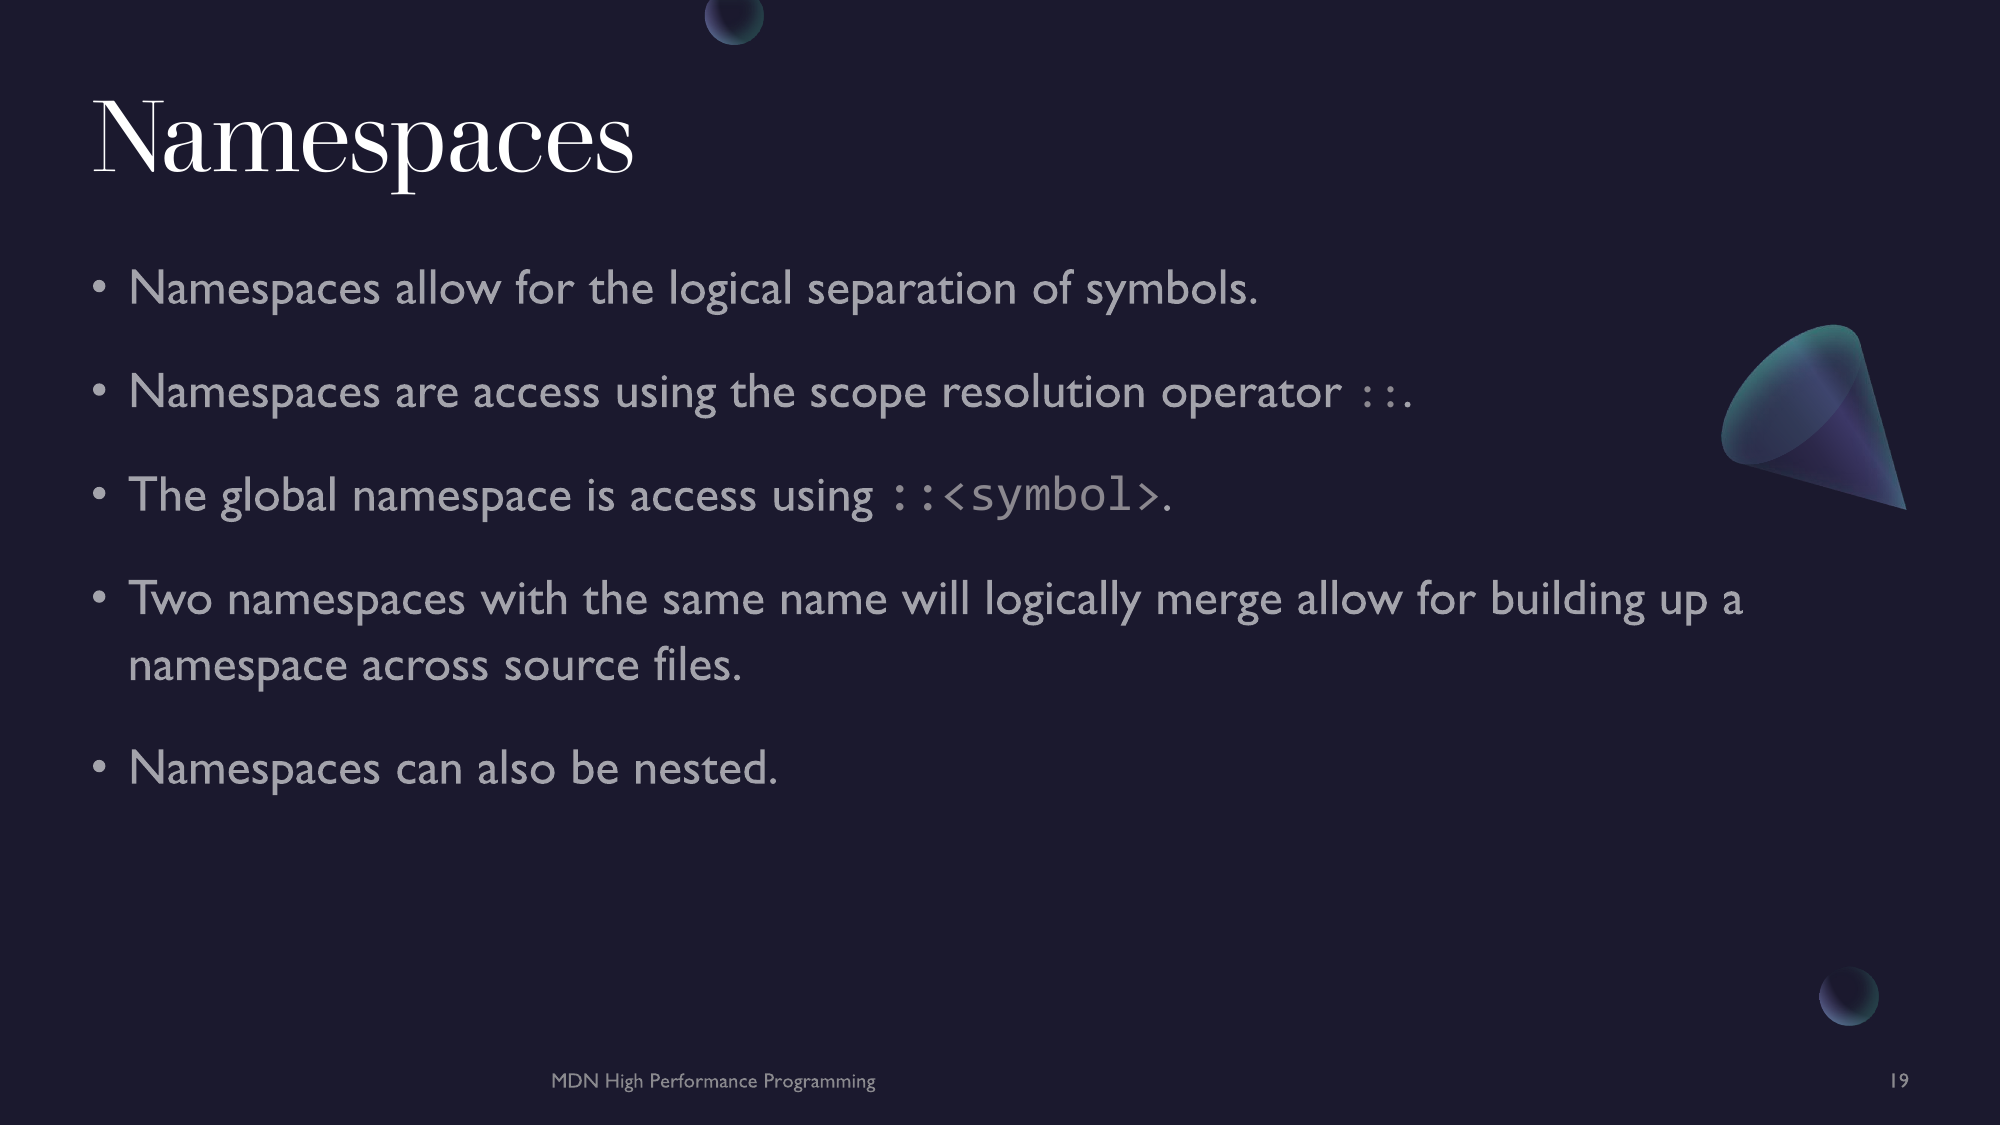 Namespaces
• Namespaces allow for the logical separation of symbols.
• Namespaces are access using the scope resolution operator ::.
• The global namespace is access using ::<symbol>.
• Two namespaces with the same name will logically merge allow for building up a
namespace across source files.
• Namespaces can also be nested.
MDN High Performance Programming
19